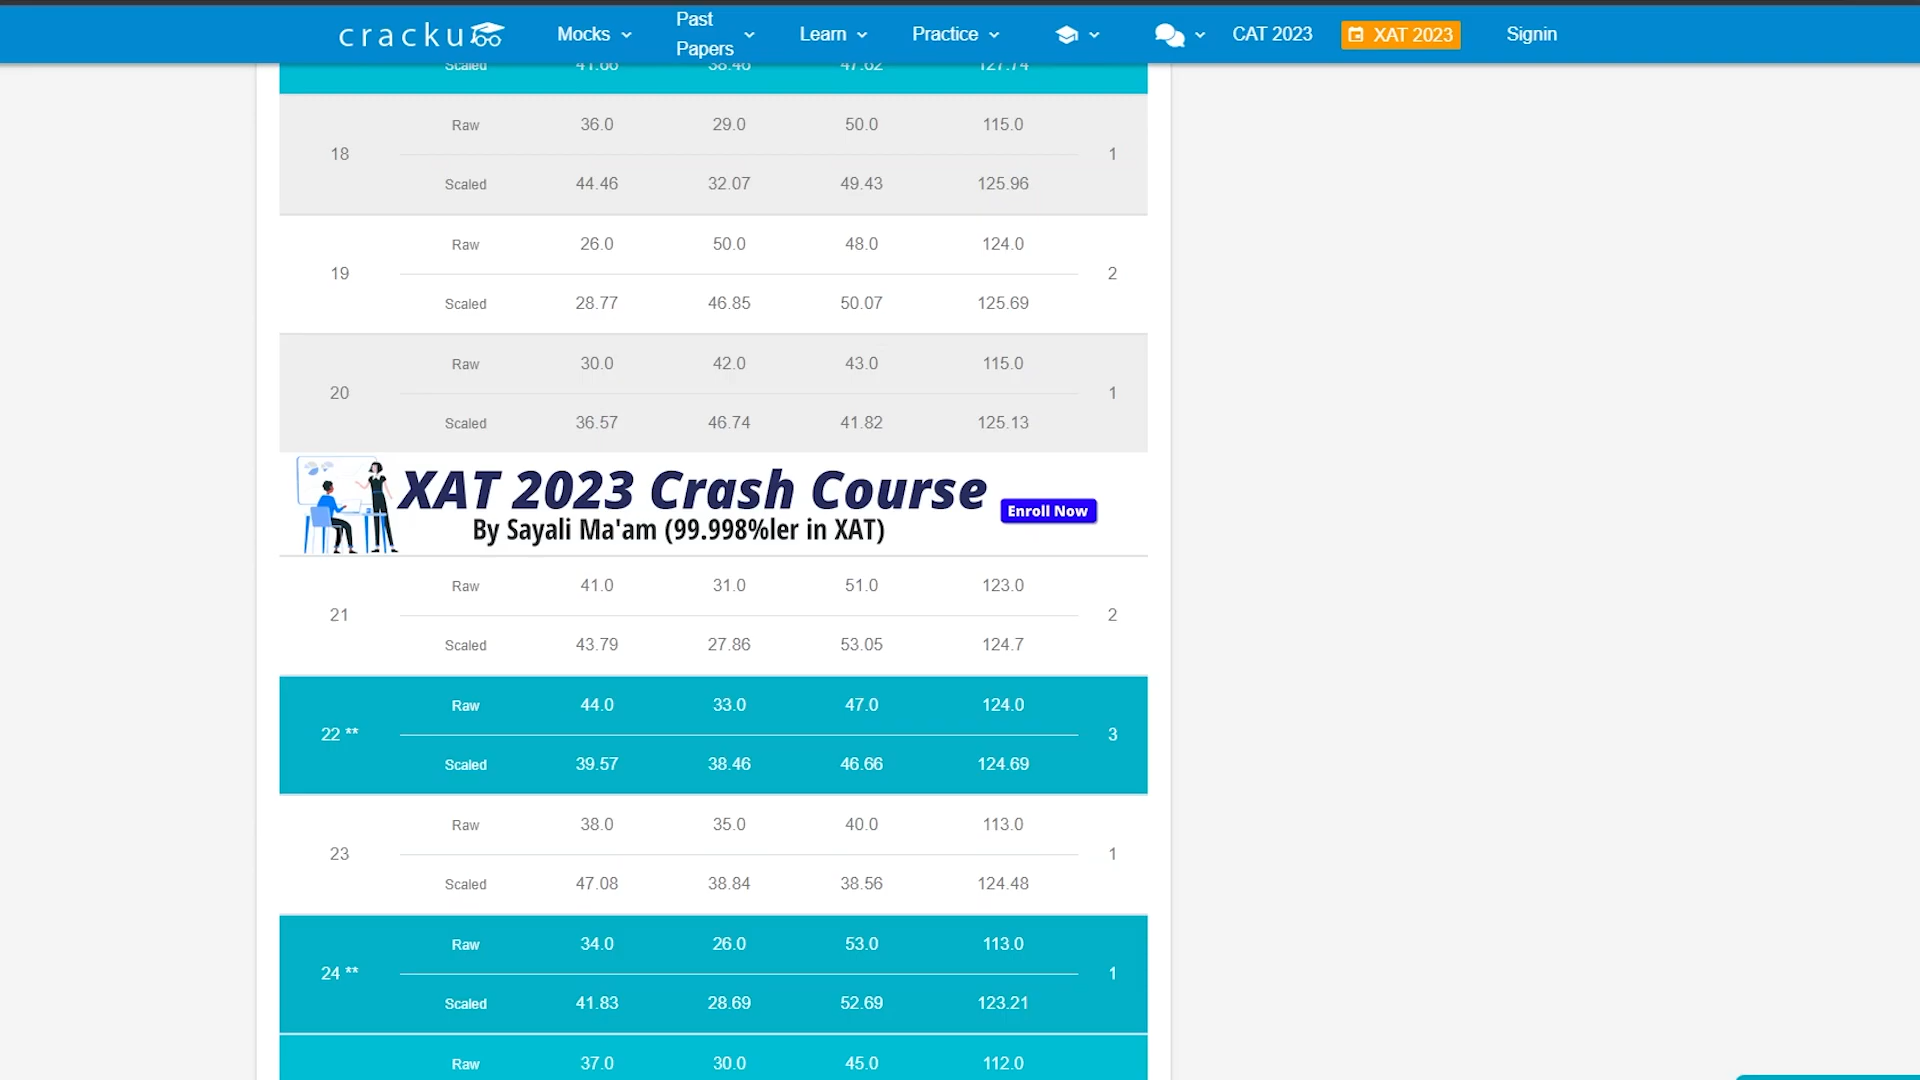 cracku Mocks Past Papers Learn Practice CAT 2023 XAT 2023 Signin
Scaled 41.66 38.46 47.62 127.74
Raw 36.0 29.0 50.0 115.0
18 1
Scaled 44.46 32.07 49.43 125.96
Raw 26.0 50.0 48.0 124.0
19 2
Scaled 28.77 46.85 50.07 125.69
Raw 30.0 42.0 43.0 115.0
20 1
Scaled 36.57 46.74 41.82 125.13
XAT 2023 Crash Course
Enroll Now
By Sayali Ma'am (99.998%ler in XAT)
Raw 41.0 31.0 51.0 123.0
21 2
Scaled 43.79 27.86 53.05 124.7
Raw 44.0 33.0 47.0 124.0
22 ** 3
Scaled 39.57 38.46 46.66 124.69
Raw 38.0 35.0 40.0 113.0
23 1
Scaled 47.08 38.84 38.56 124.48
Raw 34.0 26.0 53.0 113.0
24 ** 1
Scaled 41.83 28.69 52.69 123.21
Raw 37.0 30.0 45.0 112.0